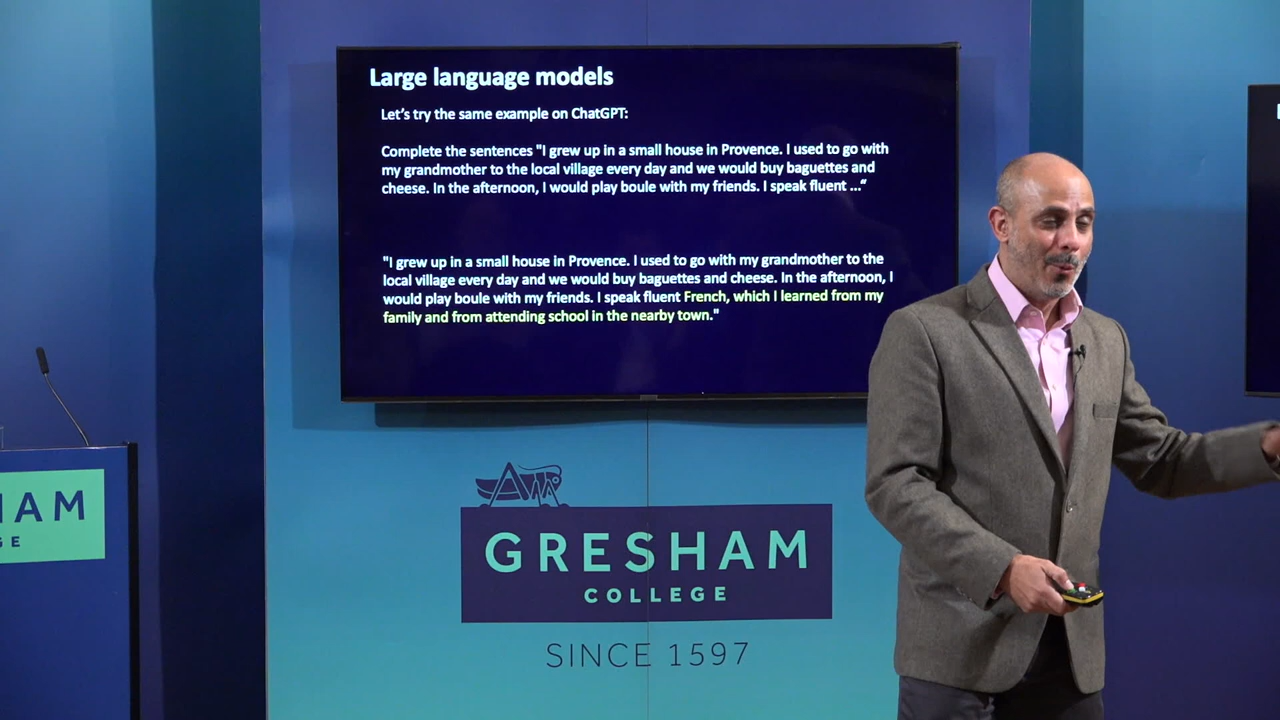 Large language models
Let's try the same example on ChatGPT:
Complete the sentences "I grew up in a small house in Provence. I used to go with
my grandmother to the local village every day and we would buy baguettes and
cheese. In the afternoon, I would play boule with my friends. I speak fluent ..."
"I grew up in a small house in Provence. I used to go with my grandmother to the
local village every day and we would buy baguettes and cheese. In the afternoon, I
would play boule with my friends. I speak fluent French, which I learned from my
family and from attending school in the nearby town."
HAM
GE
GRESHAM
COLLEGE
SINCE 1597